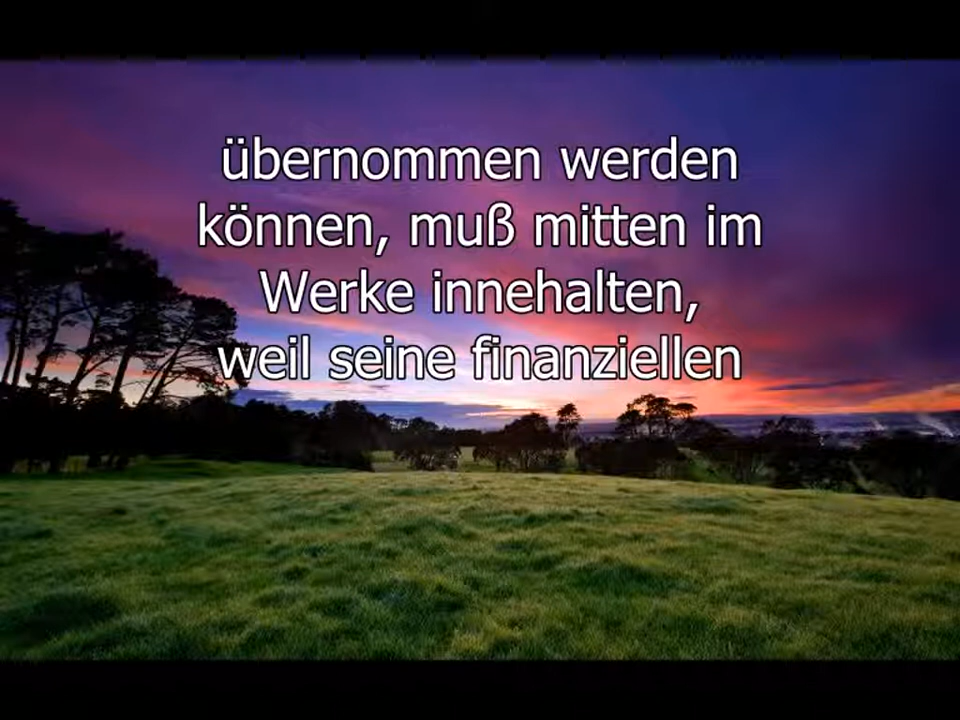 übernommen werden
können, muß mitten im
Werke innehalten,
weil seine finanziellen